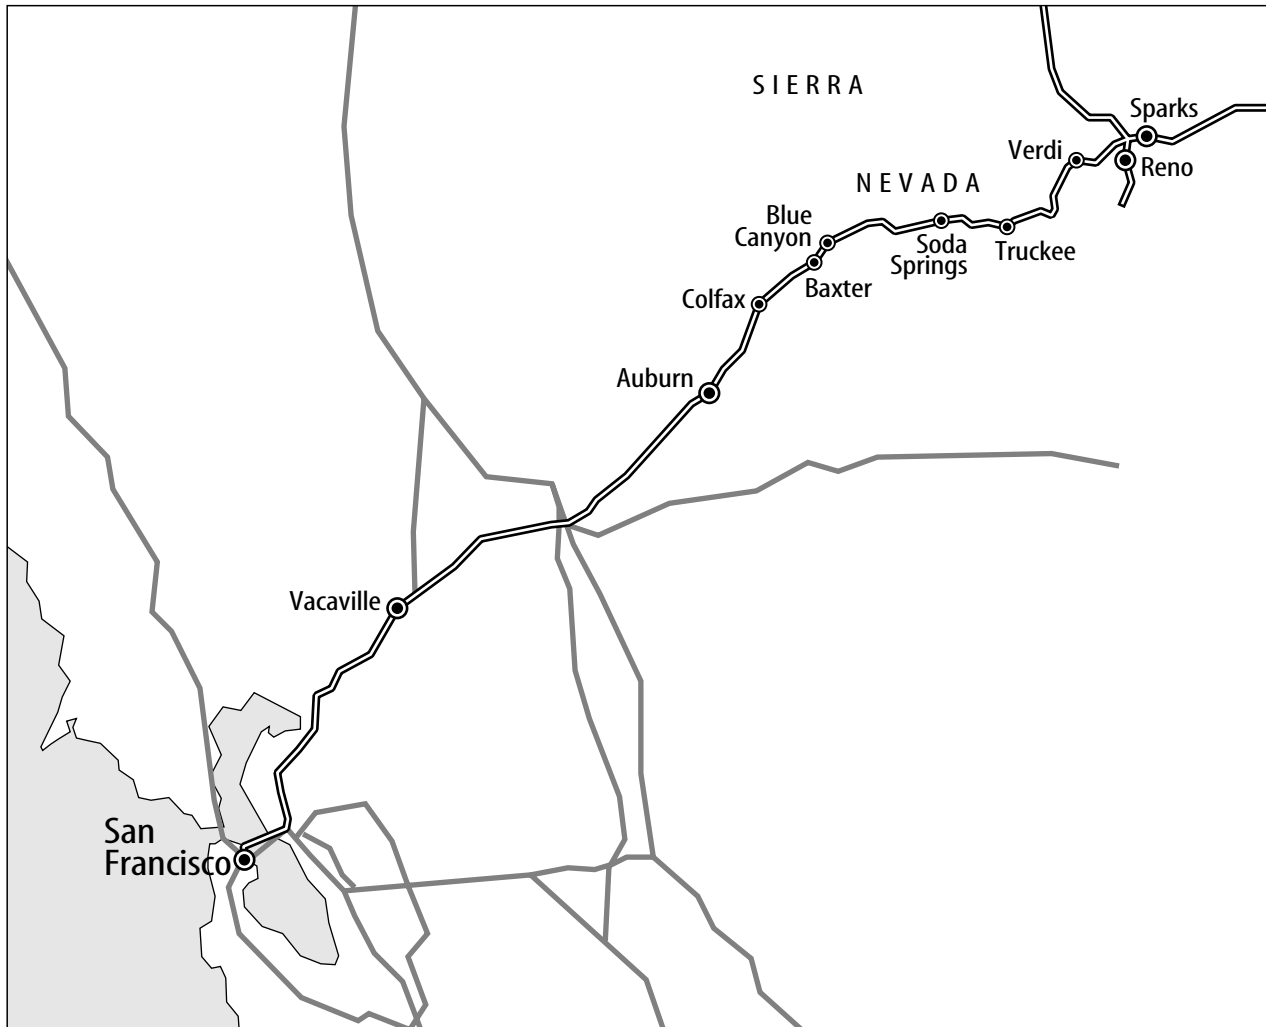 SIERRA
Sparks
Verdi
Reno
NEVADA
Blue
Canyon
Soda
Springs
Truckee
Baxter
Colfax
Auburn
Vacaville
San
Francisco